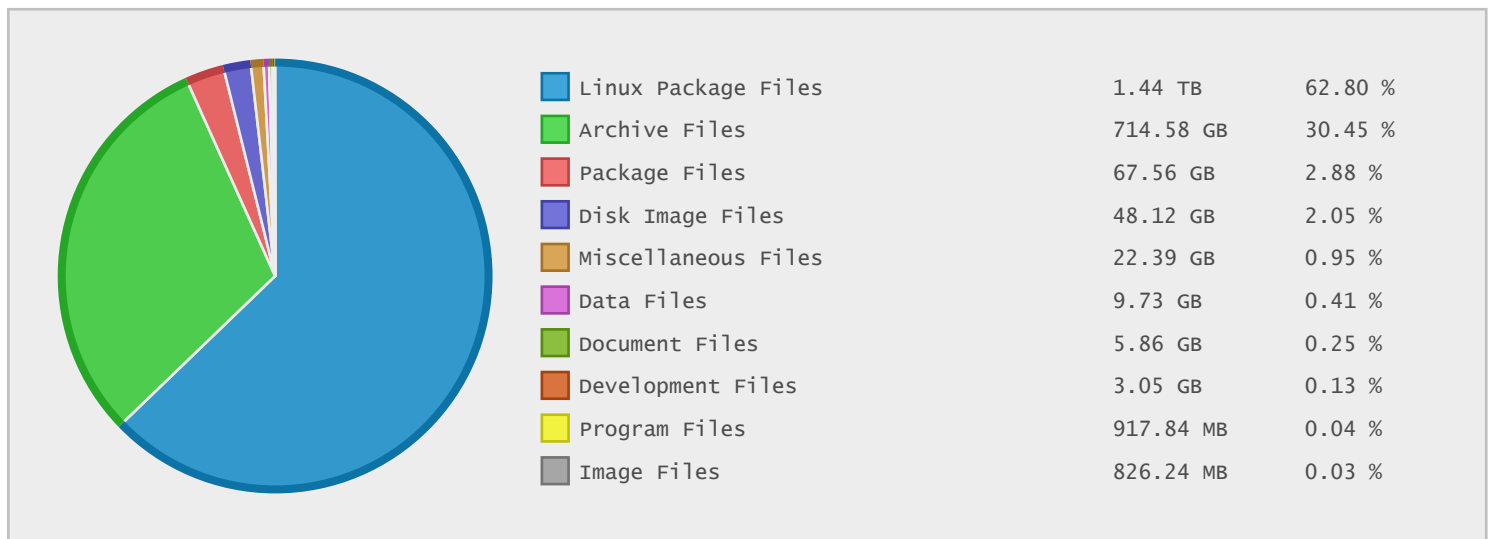 Linux Package Files 1.44 TB 62.80 %
Archive Files 714.58 GB 30.45 %
Package Files 67.56 GB 2.88 %
Disk Image Files 48.12 GB 2.05 %
Miscellaneous Files 22.39 GB 0.95 %
Data Files 9.73 GB 0.41 %
Document Files 5.86 GB 0.25 %
Development Files 3.05 GB 0.13 %
Program Files 917.84 MB 0.04 %
Image Files 826.24 MB 0.03 %